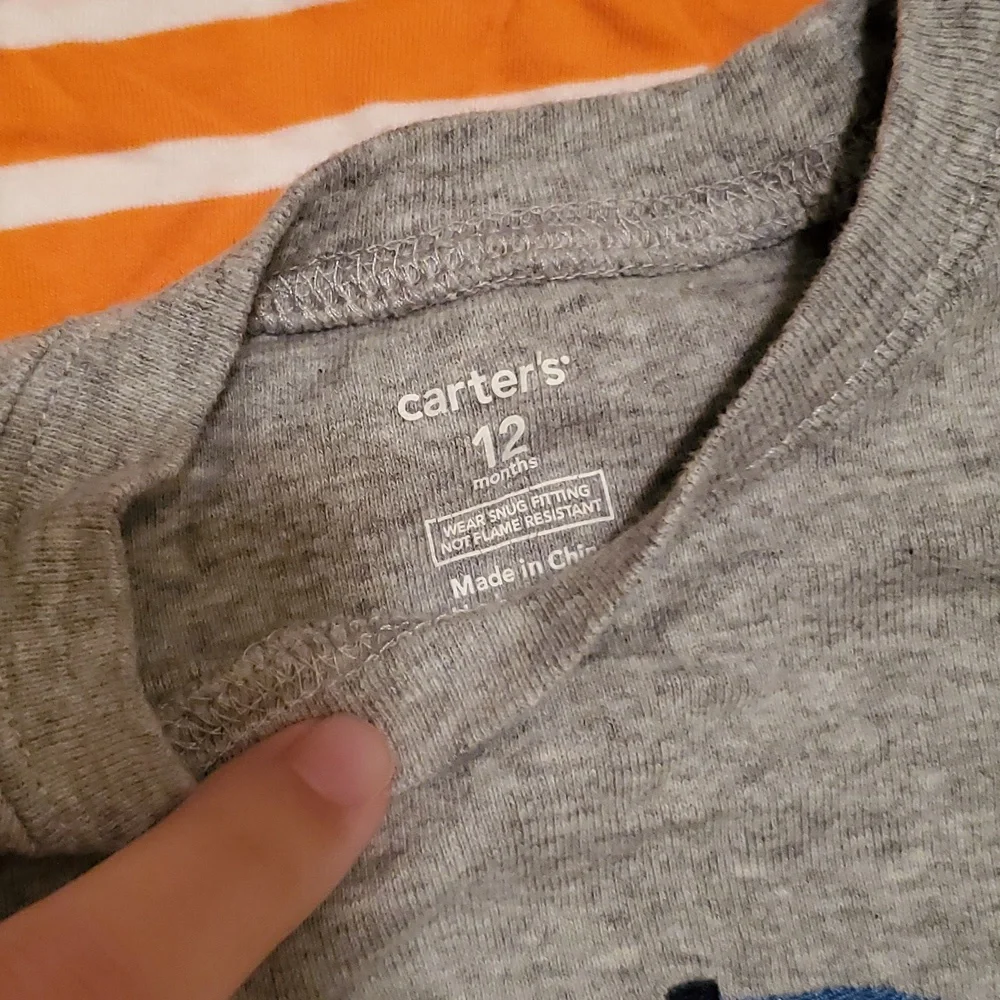 carter's
12
months
WEAR SNUG FITTING
NOT FLAME RESISTANT
Made in